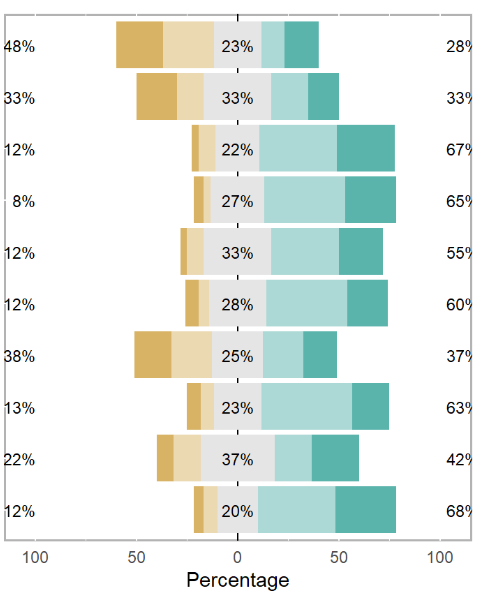 48% 23% 28%
33% 33% 33%
12% 22% 67%
8% 27% 65%
12% 33% 55%
12% 28% 60%
38% 25% 37%
13% 23% 63%
22% 37% 42%
12% 20% 68%
100 50 0 50 100
Percentage